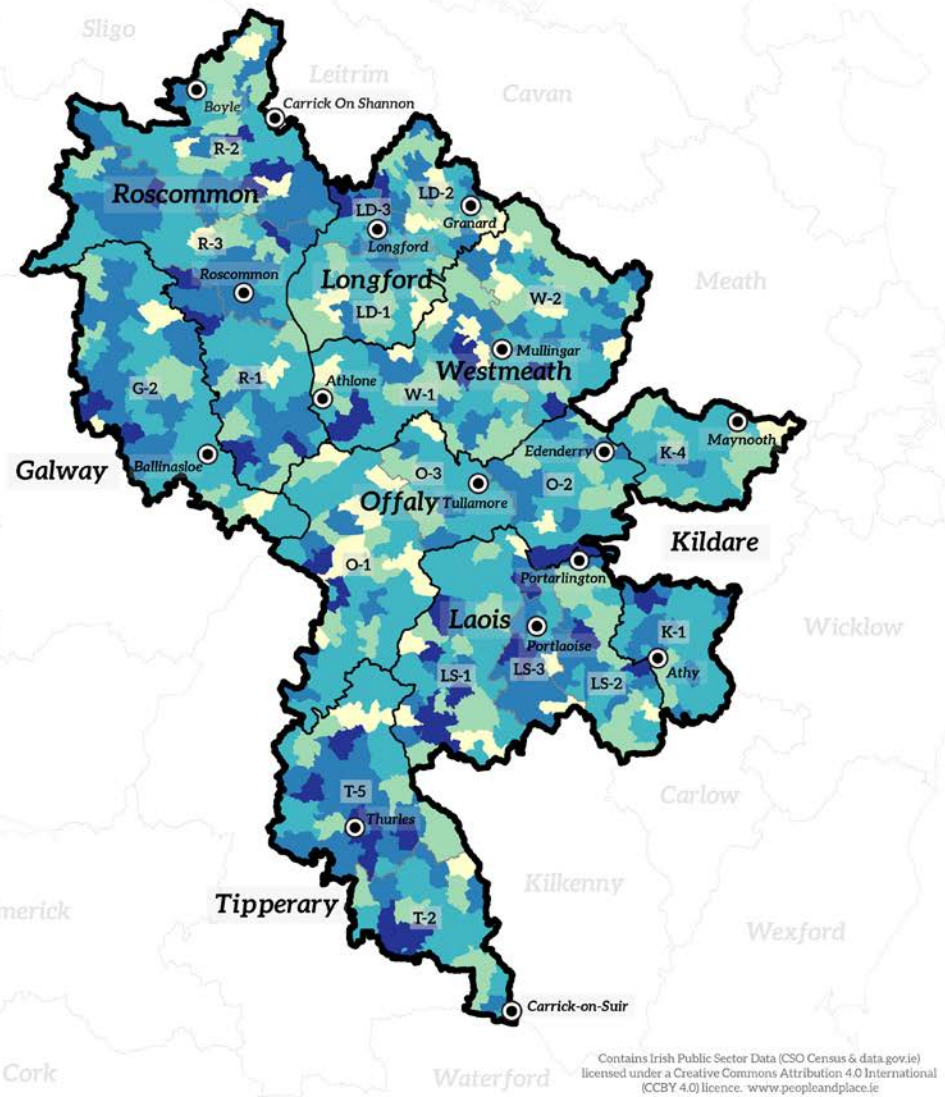 Sligo
Leitrim
Cavan
Boyle
Carrick On Shannon
R-2
Roscommon
LD-2
LD-3
Granard
R-3
Longford
Roscommon
Longford
Meath
LD-1
W-2
Mullingar
Westmeath
G-2
R-1
Athlone
W-1
Maynooth
Galway
Ballinasloe
Edenderry
K-4
O-3
O-2
Offaly
Tullamore
Kildare
O-1
Portarlington
Laois
Portlaoise
K-1
Wicklow
LS-1
LS-3
LS-2
Athy
T-5
Carlow
Thurles
Kilkenny
Tipperary
merick
T-2
Wexford
Carrick-on-Suir
Cork
Waterford
Contains Irish Public Sector Data (CSO Census & data.gov.ie)
licensed under a Creative Commons Attribution 4.0 International
(CCBY 4.0) licence. www.peopleandplace.ie